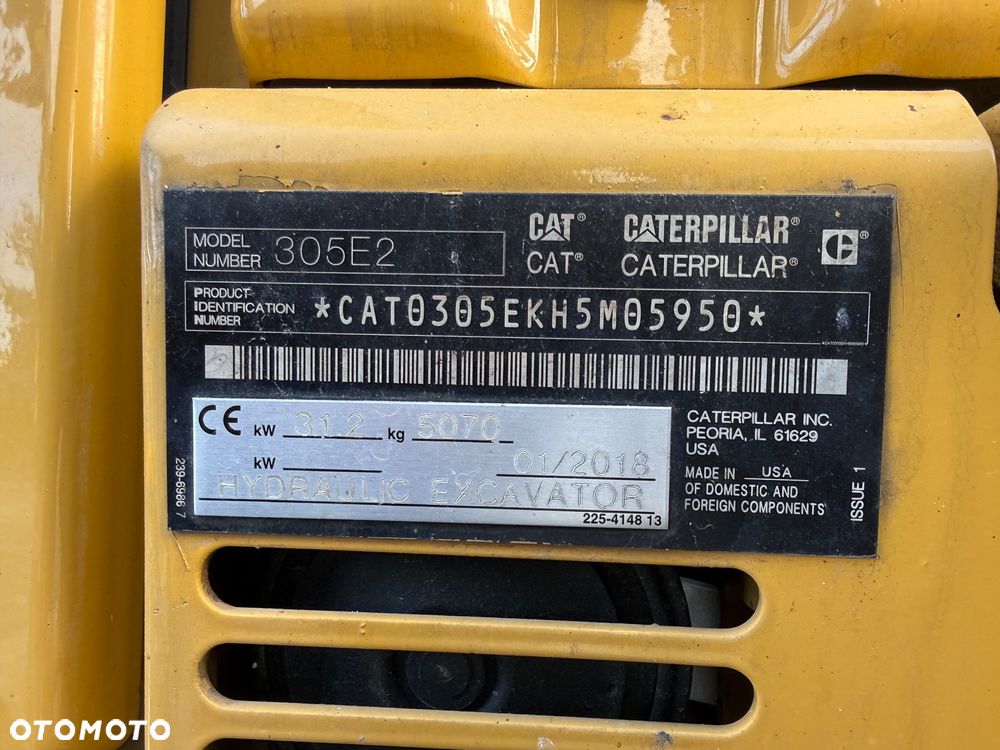 MODEL NUMBER 305E2
CAT® CATERPILLAR®
CAT® CATERPILLAR®
PRODUCT IDENTIFICATION NUMBER *CAT0305EKH5M05950*
CE kW 31.2 kg 5070
kW 01/2018
HYDRAULIC EXCAVATOR
225-4148 13
239-6986 7
CATERPILLAR INC.
PEORIA, IL 61629
USA
MADE IN USA
OF DOMESTIC AND
FOREIGN COMPONENTS
ISSUE 1
OTOMOTO